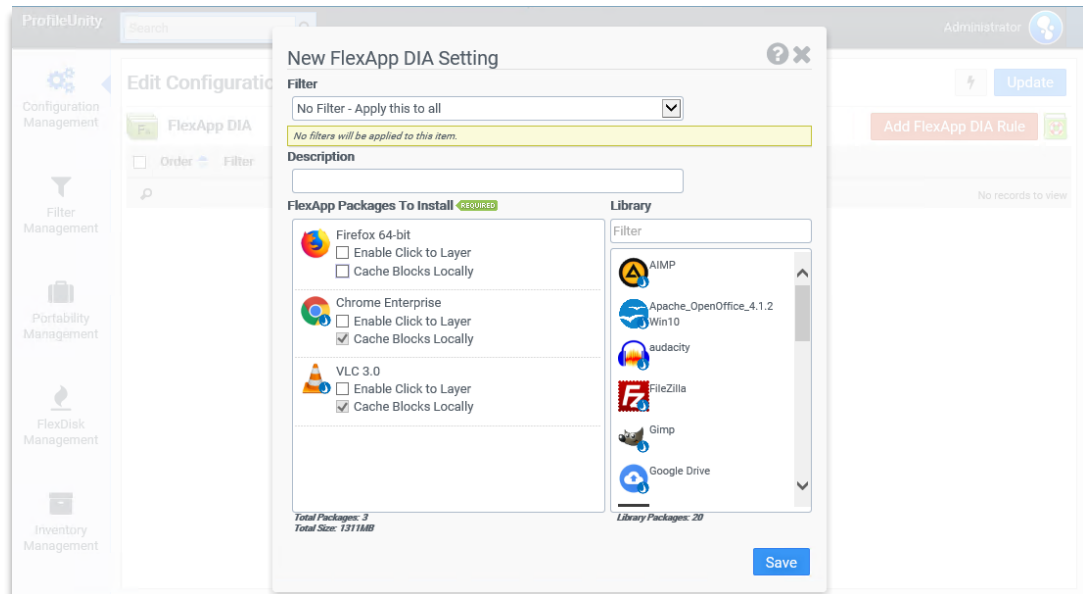 ProfileUnity
Search
Administrator
Configuration
Management
Filter
Management
Portability
Management
FlexDisk
Management
Inventory
Management
Edit Configuratio
Update
FlexApp DIA
Add FlexApp DIA Rule
Order Filter
No records to view
New FlexApp DIA Setting
Filter
No Filter - Apply this to all
No filters will be applied to this item.
Description
FlexApp Packages To Install REQUIRED
Firefox 64-bit
Enable Click to Layer
Cache Blocks Locally
Chrome Enterprise
Enable Click to Layer
Cache Blocks Locally
VLC 3.0
Enable Click to Layer
Cache Blocks Locally
Total Packages: 3
Total Size: 1311MB
Library
Filter
AIMP
Apache_OpenOffice_4.1.2
Win10
audacity
FileZilla
Gimp
Google Drive
Library Packages: 20
Save